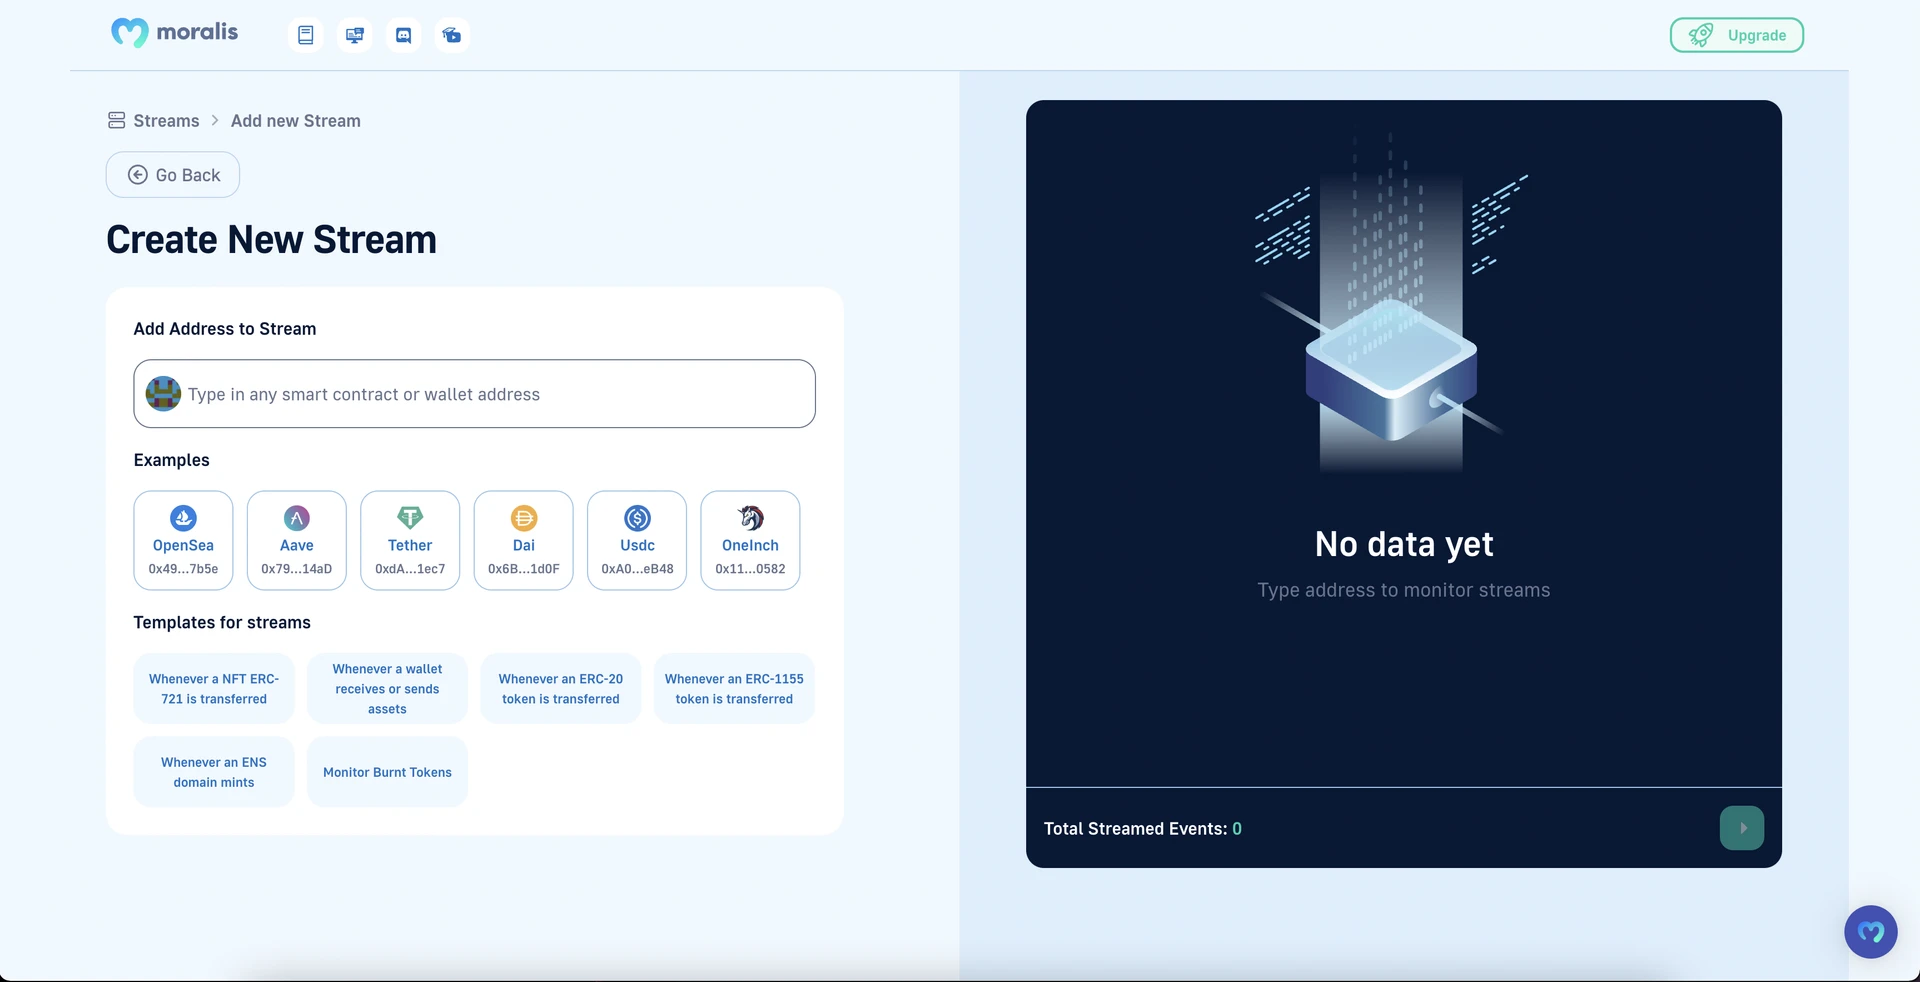 moralis
Upgrade
Streams > Add new Stream
Go Back
Create New Stream
Add Address to Stream
Type in any smart contract or wallet address
Examples
OpenSea
0x49...7b5e
Aave
0x79...14aD
Tether
0xdA...1ec7
Dai
0x6B...1d0F
Usdc
0xA0...eB48
OneInch
0x11...0582
Templates for streams
Whenever a NFT ERC-
721 is transferred
Whenever a wallet
receives or sends
assets
Whenever an ERC-20
token is transferred
Whenever an ERC-1155
token is transferred
Whenever an ENS
domain mints
Monitor Burnt Tokens
No data yet
Type address to monitor streams
Total Streamed Events: 0